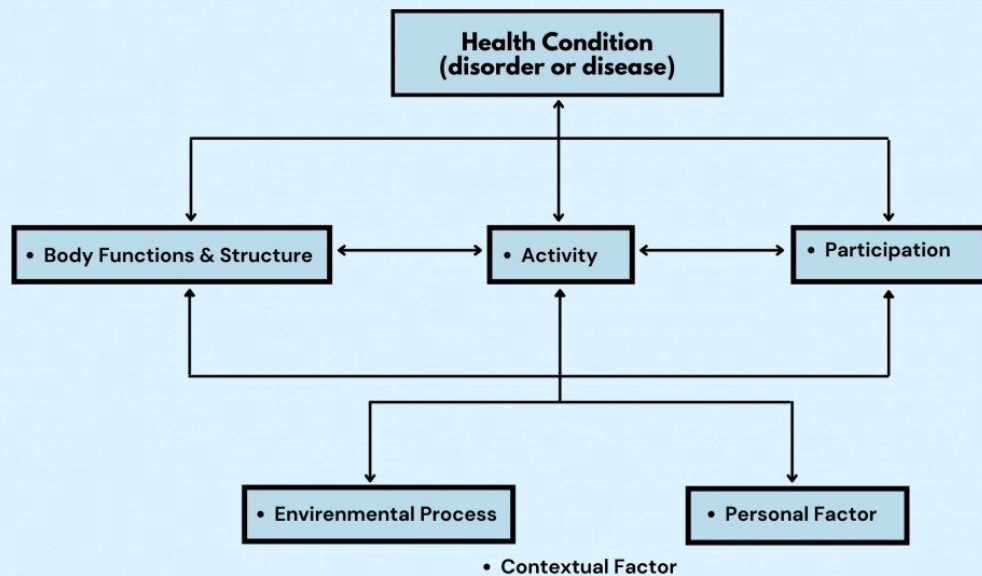 Health Condition
(disorder or disease)
• Body Functions & Structure
• Activity
• Participation
• Envirenmental Process
• Personal Factor
• Contextual Factor